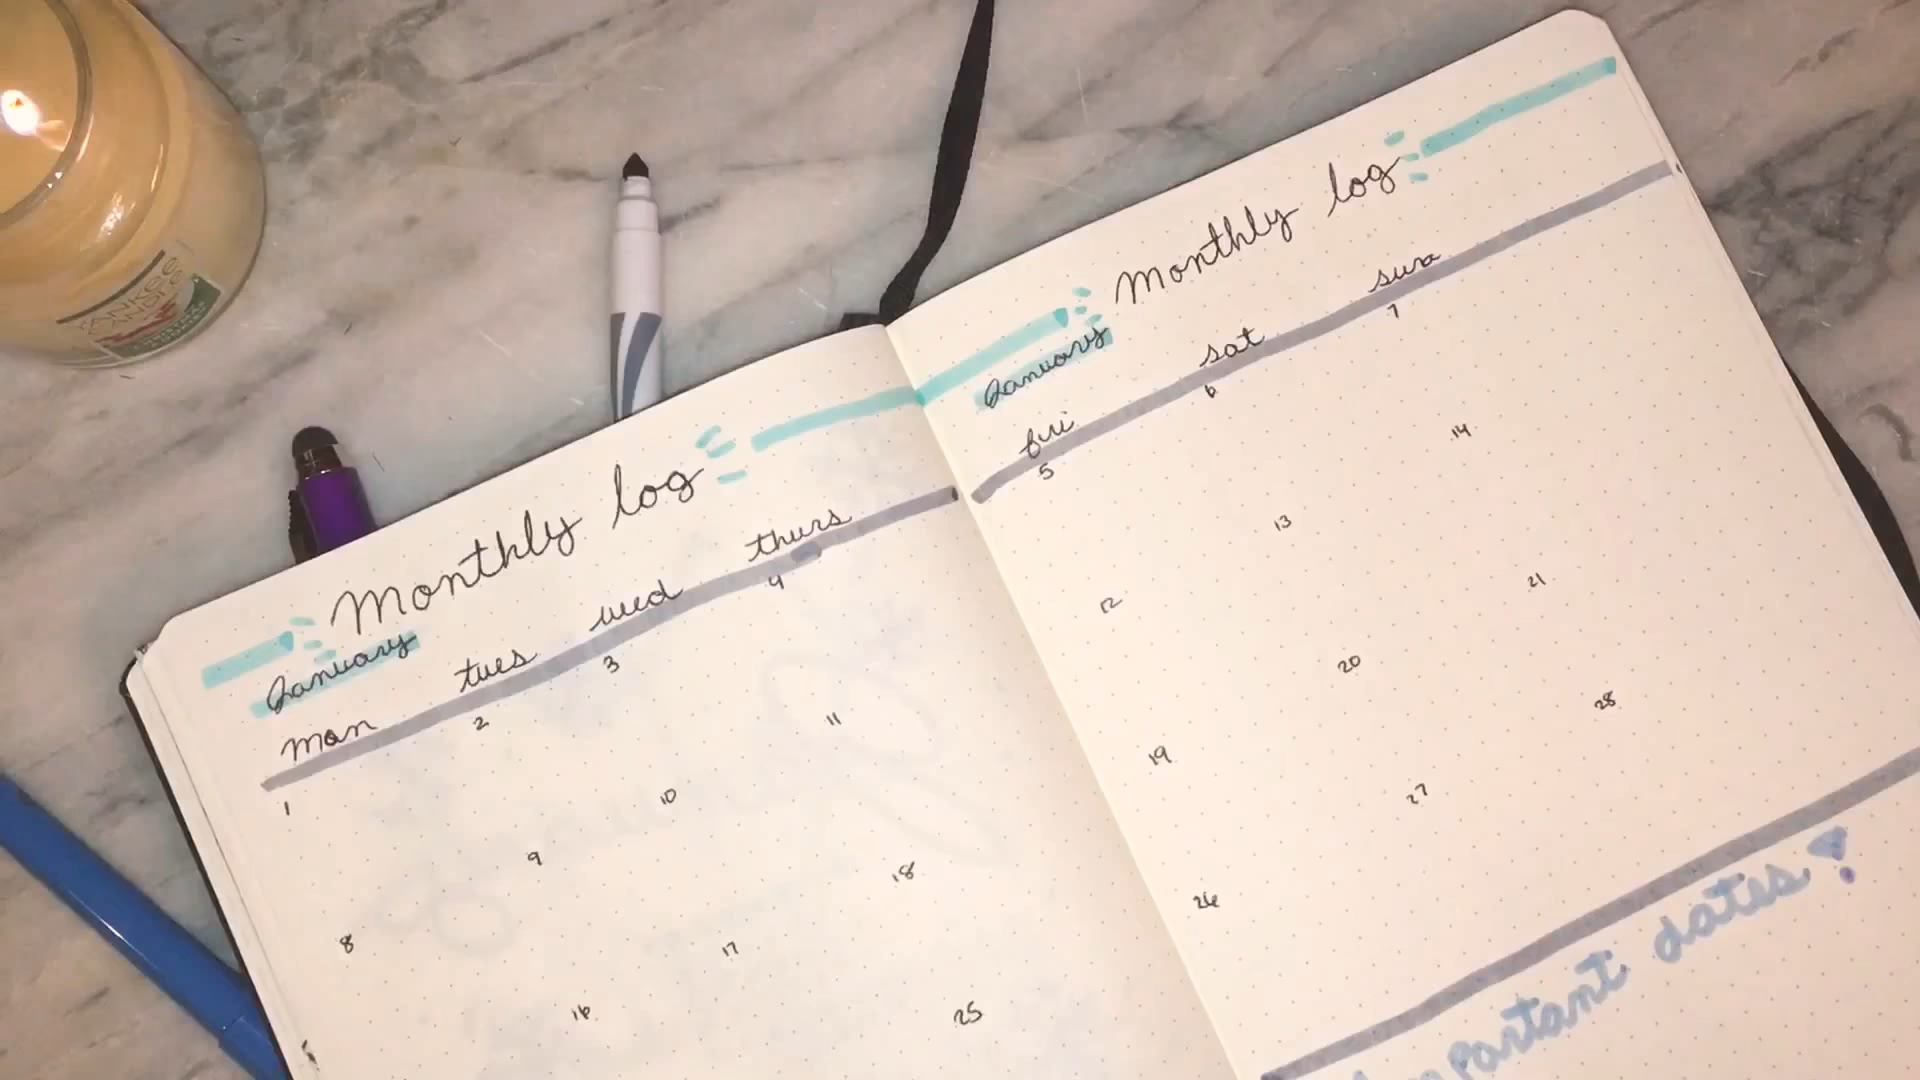 YANKEE
CANDLE
Monthly log
January
mon tues wed thurs
1 2 3 4
8 9 10 11
16 17 18
25
Monthly log
January
fri sat sun
5 6 7
12 13 14
19 20 21
26 27 28
important dates!